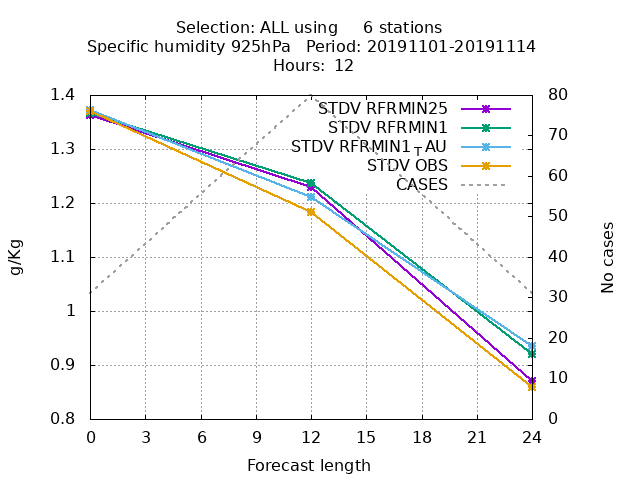 Selection: ALL using     6 stations
Specific humidity 925hPa   Period: 20191101-20191114
Hours: 12
1.4
1.3
1.2
1.1
1
0.9
0.8
g/Kg
STDV RFRMIN25
STDV RFRMIN1
STDV RFRMIN1_TAU
STDV OBS
CASES
80
70
60
50
40
30
20
10
0
No cases
0 3 6 9 12 15 18 21 24
Forecast length